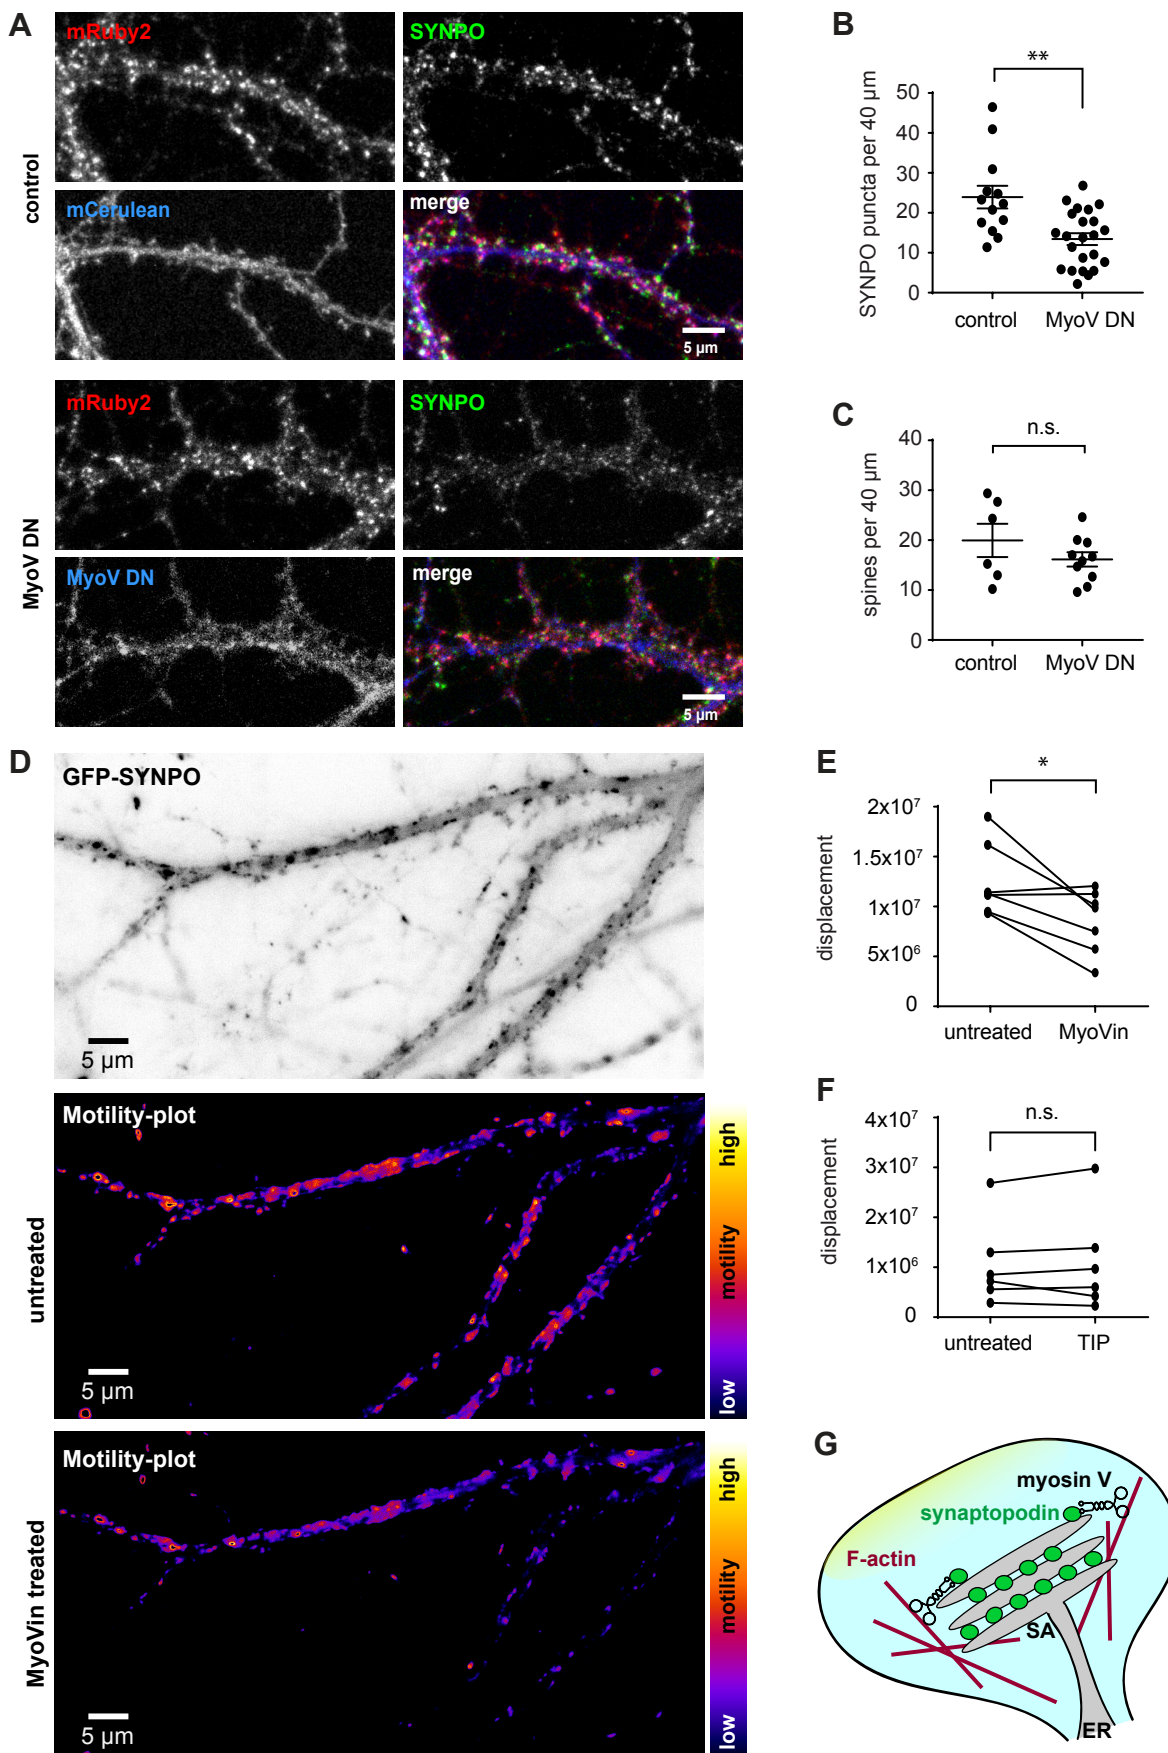 A
control
mRuby2
SYNPO
mCerulean
merge
5 µm
MyoV DN
mRuby2
SYNPO
MyoV DN
merge
5 µm
B
**
SYNPO puncta per 40 µm
50
40
30
20
10
0
control
MyoV DN
C
n.s.
spines per 40 µm
40
30
20
10
0
control
MyoV DN
D
GFP-SYNPO
5 µm
untreated
Motility-plot
5 µm
high
motility
low
MyoVin treated
Motility-plot
5 µm
high
motility
low
E
*
displacement
2x10⁷
1.5x10⁷
1x10⁷
5x10⁶
0
untreated
MyoVin
F
n.s.
displacement
4x10⁷
3x10⁷
2x10⁷
1x10⁶
0
untreated
TIP
G
myosin V
synaptopodin
F-actin
SA
ER